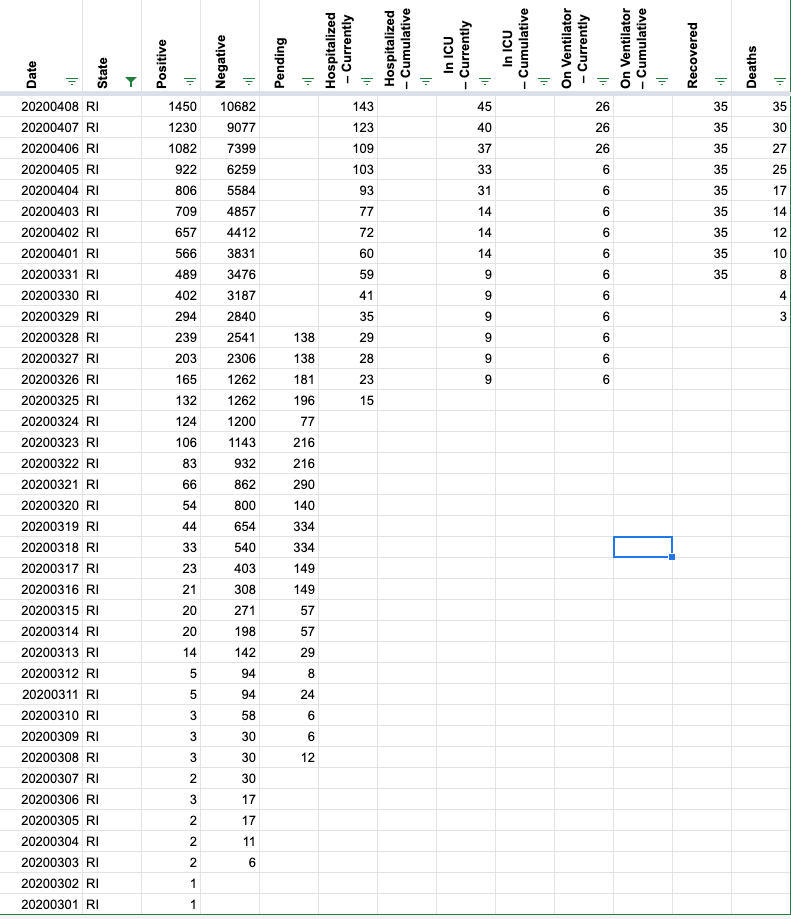 Date State Positive Negative Pending Hospitalized – Currently Hospitalized – Cumulative In ICU – Currently In ICU – Cumulative On Ventilator – Currently On Ventilator – Cumulative Recovered Deaths
20200408 RI 1450 10682 143 45 26 35 35
20200407 RI 1230 9077 123 40 26 35 30
20200406 RI 1082 7399 109 37 26 35 27
20200405 RI 922 6259 103 33 6 35 25
20200404 RI 806 5584 93 31 6 35 17
20200403 RI 709 4857 77 14 6 35 14
20200402 RI 657 4412 72 14 6 35 12
20200401 RI 566 3831 60 14 6 35 10
20200331 RI 489 3476 59 9 6 35 8
20200330 RI 402 3187 41 9 6 4
20200329 RI 294 2840 35 9 6 3
20200328 RI 239 2541 138 29 9 6
20200327 RI 203 2306 138 28 9 6
20200326 RI 165 1262 181 23 9 6
20200325 RI 132 1262 196 15
20200324 RI 124 1200 77
20200323 RI 106 1143 216
20200322 RI 83 932 216
20200321 RI 66 862 290
20200320 RI 54 800 140
20200319 RI 44 654 334
20200318 RI 33 540 334
20200317 RI 23 403 149
20200316 RI 21 308 149
20200315 RI 20 271 57
20200314 RI 20 198 57
20200313 RI 14 142 29
20200312 RI 5 94 8
20200311 RI 5 94 24
20200310 RI 3 58 6
20200309 RI 3 30 6
20200308 RI 3 30 12
20200307 RI 2 30
20200306 RI 3 17
20200305 RI 2 17
20200304 RI 2 11
20200303 RI 2 6
20200302 RI 1
20200301 RI 1